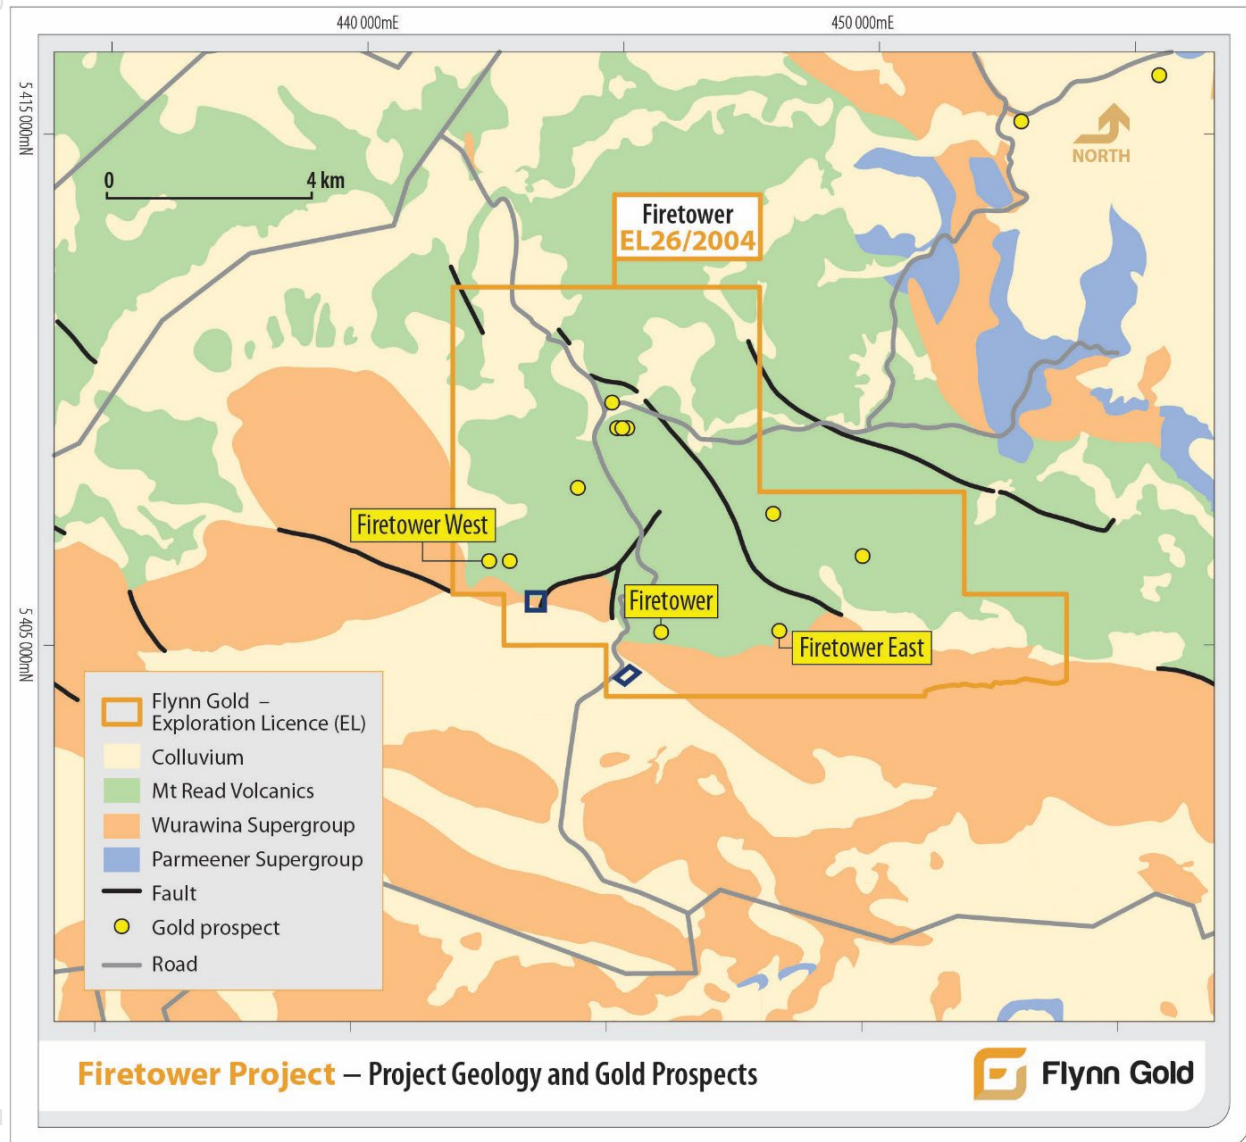 440 000mE
450 000mE
5 415 000mN
NORTH
0
4 km
Firetower
EL26/2004
Firetower West
Firetower
Firetower East
5 405 000mN
Flynn Gold –
Exploration Licence (EL)
Colluvium
Mt Read Volcanics
Wurawina Supergroup
Parmeener Supergroup
Fault
Gold prospect
Road
Firetower Project – Project Geology and Gold Prospects
Flynn Gold